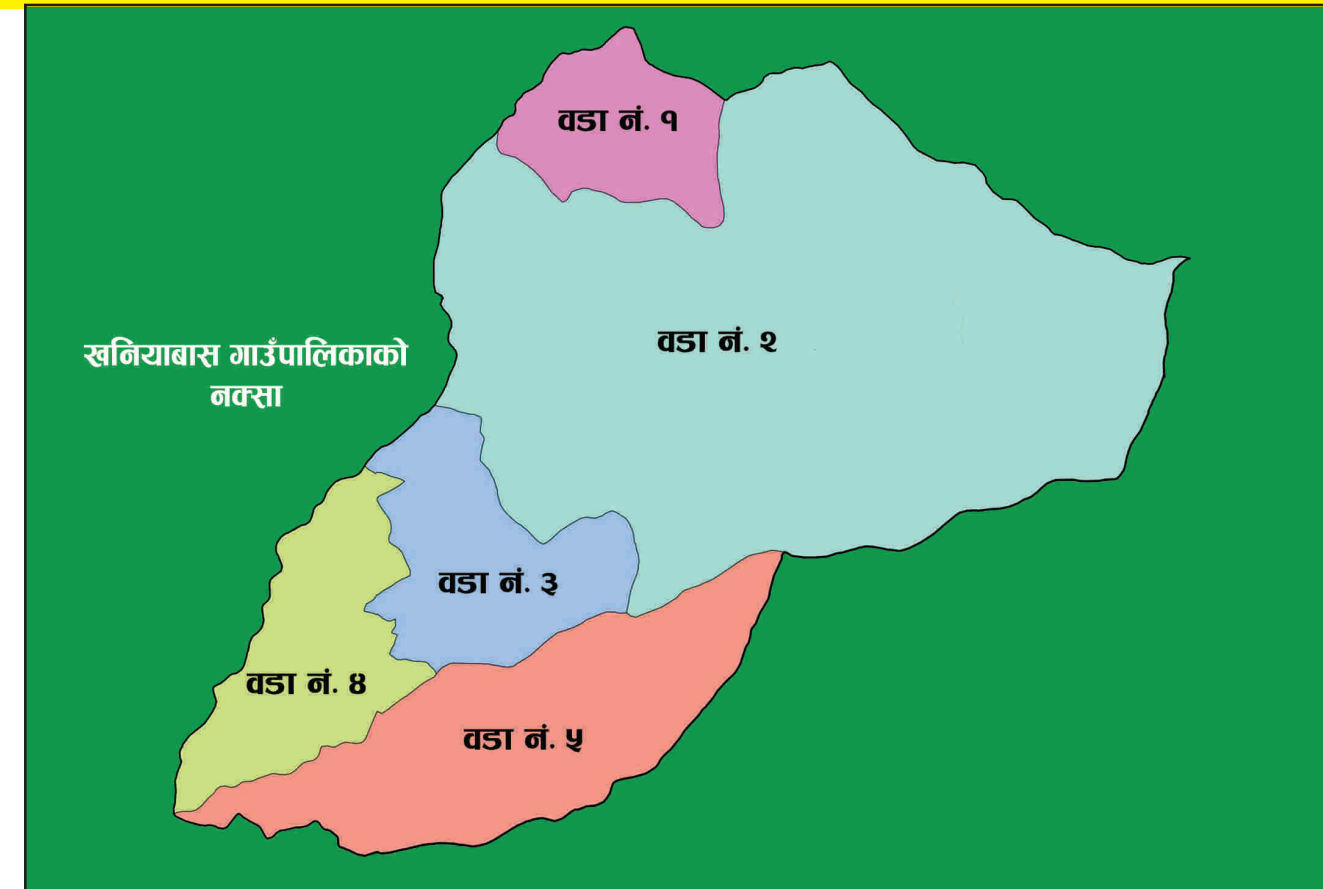 वडा नं. १
वडा नं. २
खनियाबास गाउँपालिकाको
नक्सा
वडा नं. ३
वडा नं. ४
वडा नं. ५